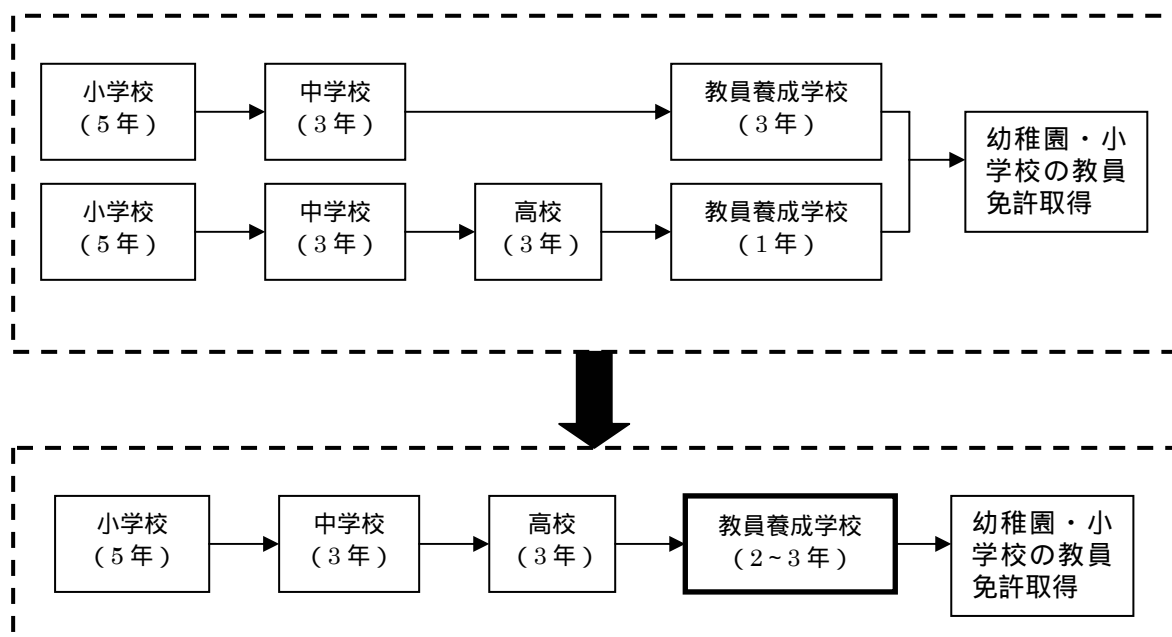 小学校
（5年）
中学校
（3年）
教員養成学校
（3年）
幼稚園・小
学校の教員
免許取得
小学校
（5年）
中学校
（3年）
高校
（3年）
教員養成学校
（1年）
小学校
（5年）
中学校
（3年）
高校
（3年）
教員養成学校
（2~3年）
幼稚園・小
学校の教員
免許取得